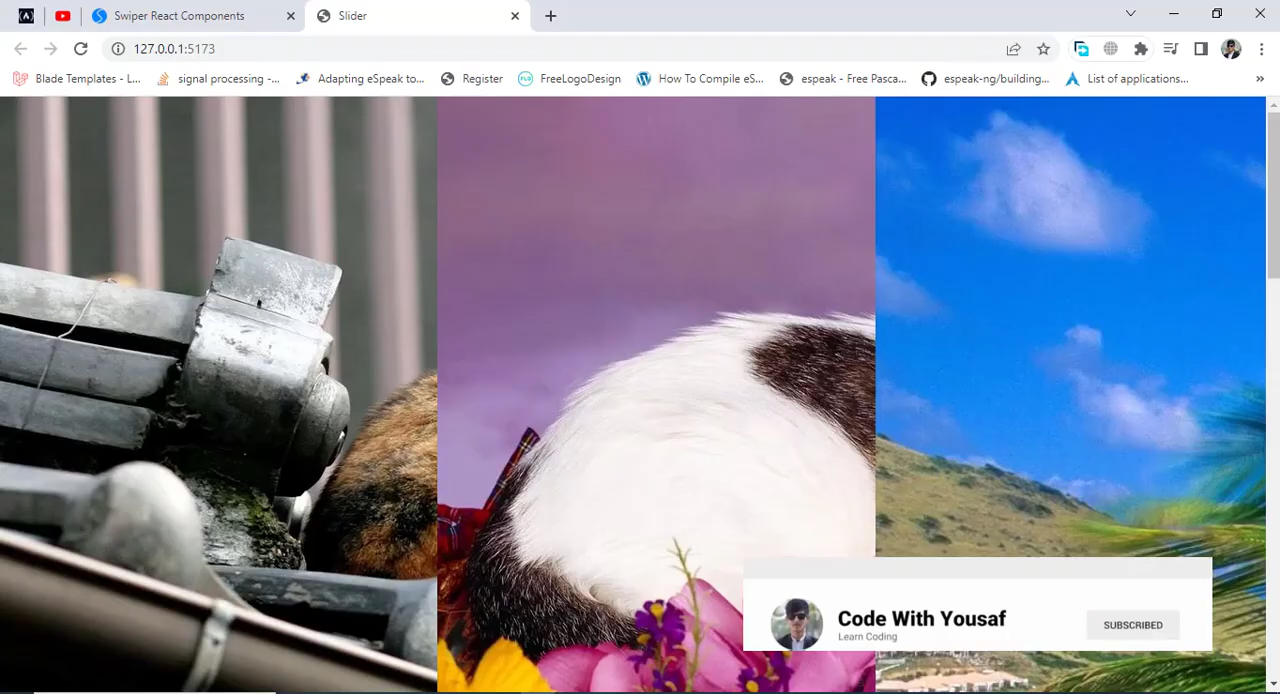 Swiper React Components
Slider
127.0.0.1:5173
Blade Templates - L...
signal processing -...
Adapting eSpeak to...
Register
FLD
FreeLogoDesign
How To Compile eS...
espeak - Free Pasca...
espeak-ng/building...
List of applications...
Code With Yousaf
Learn Coding
SUBSCRIBED